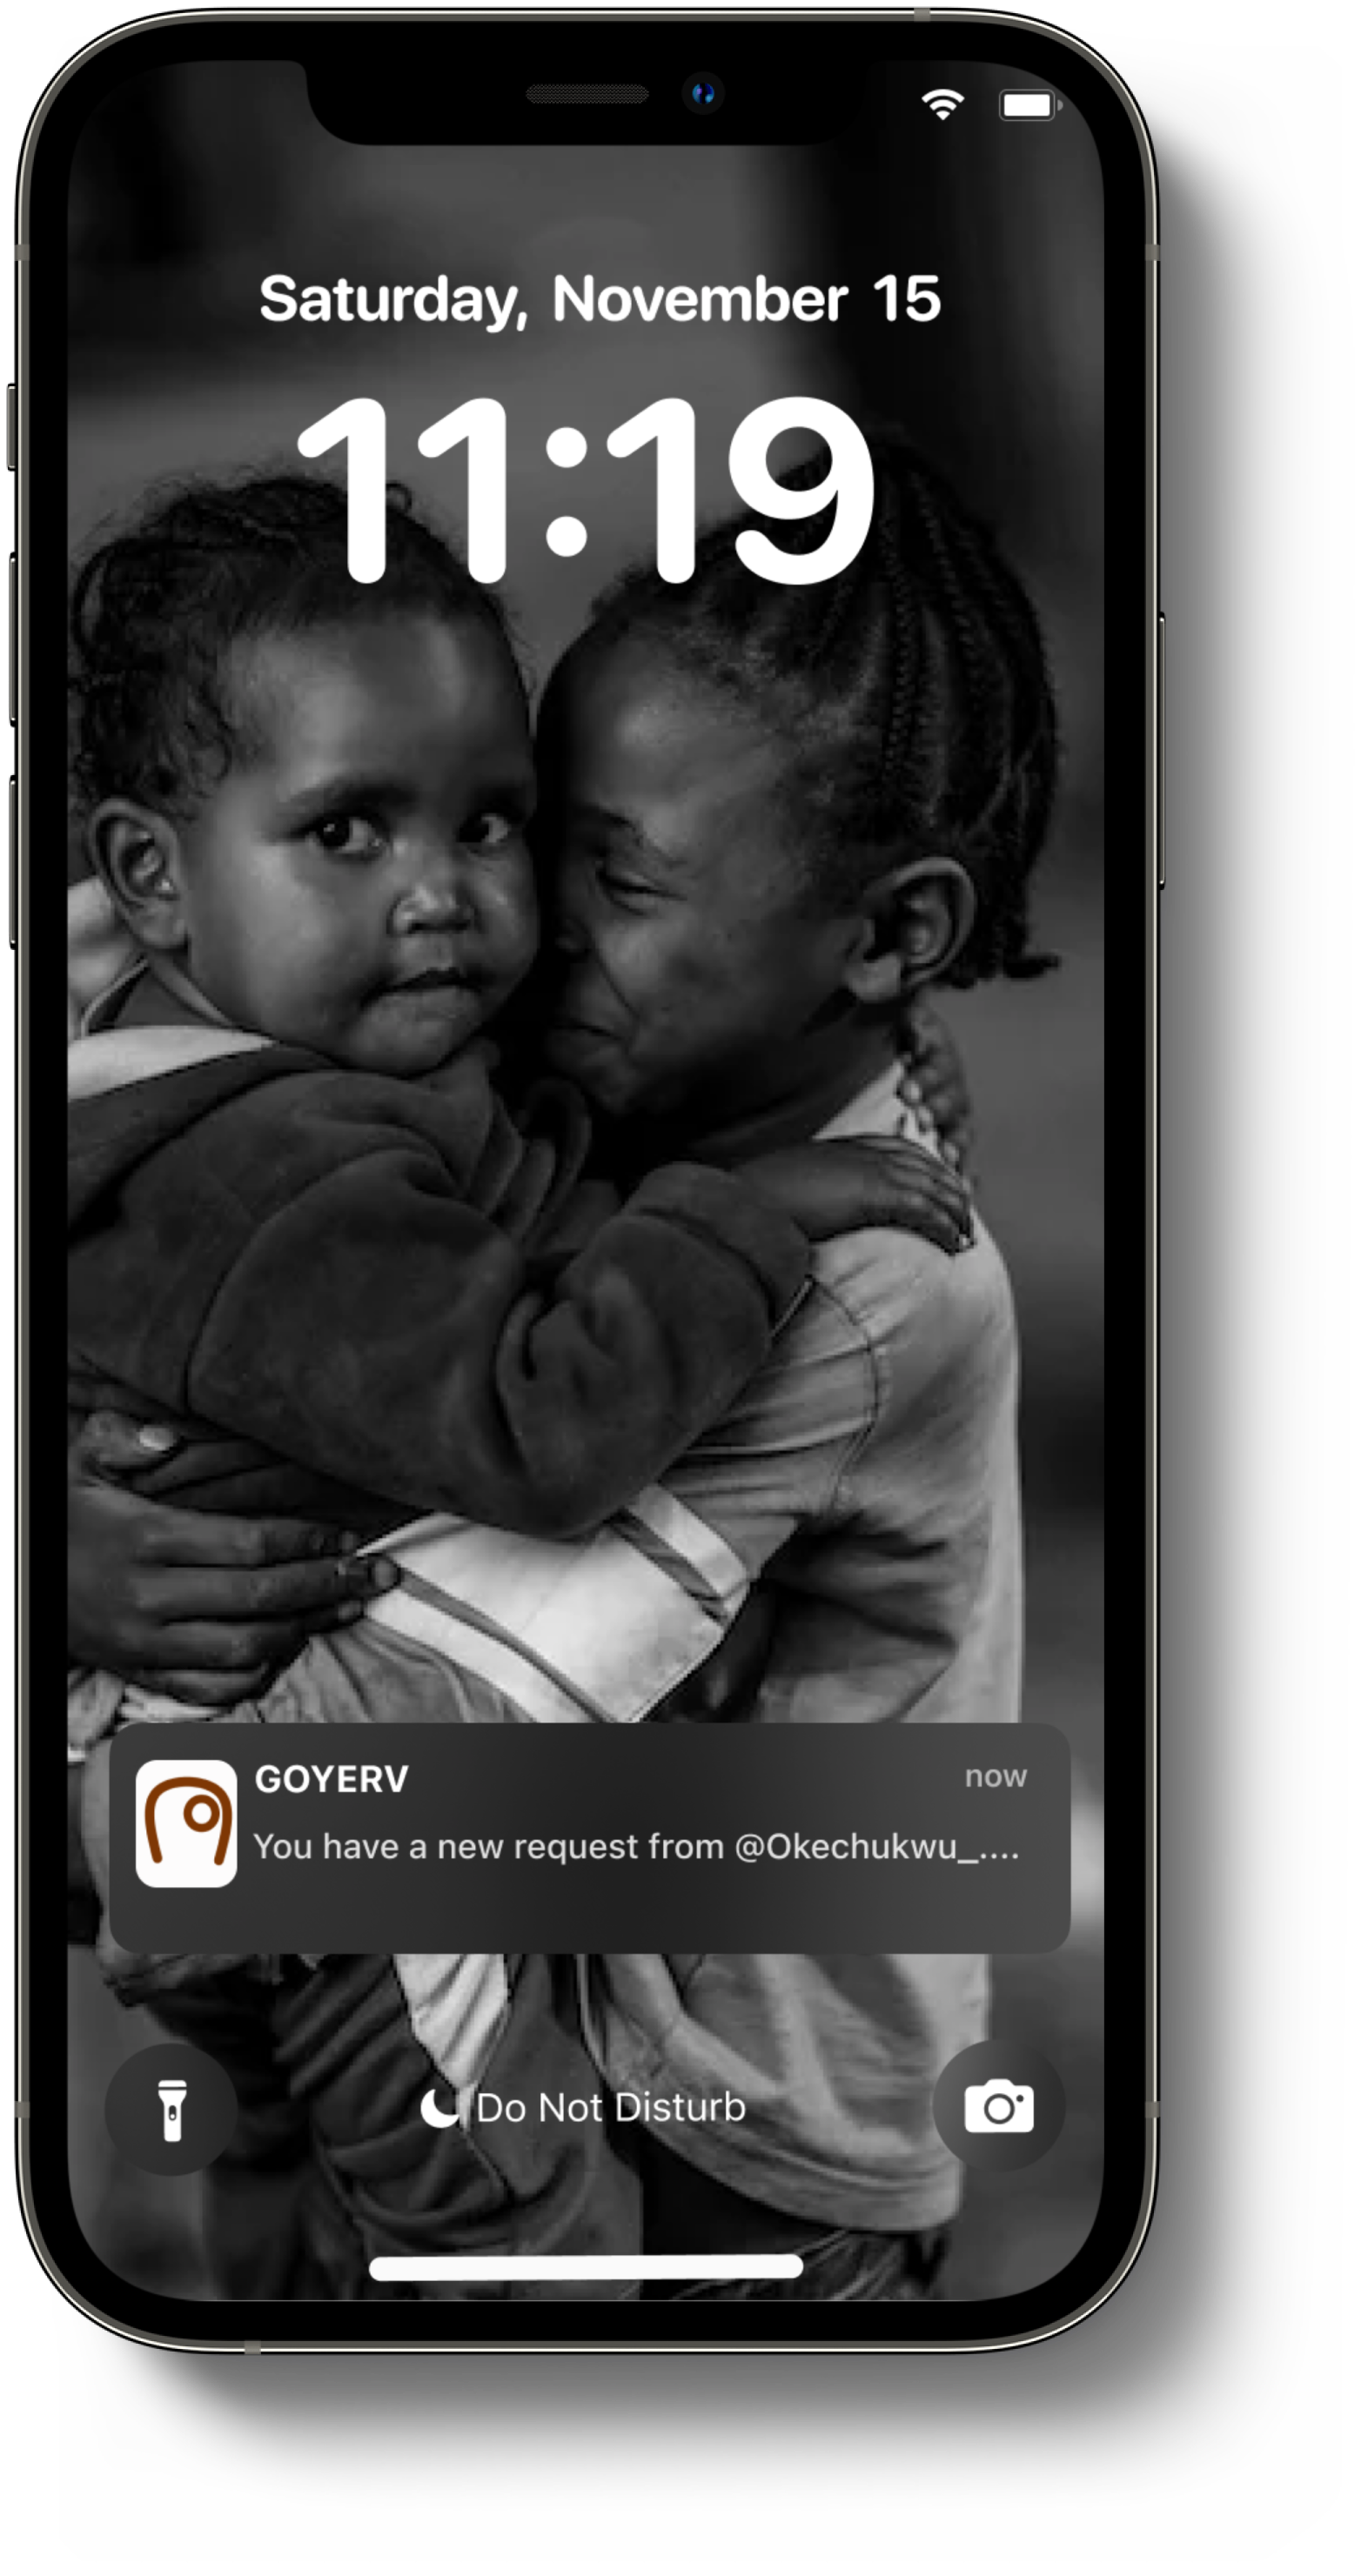 Saturday, November 15
11:19
GOYERV
now
You have a new request from @Okechukwu_....
Do Not Disturb